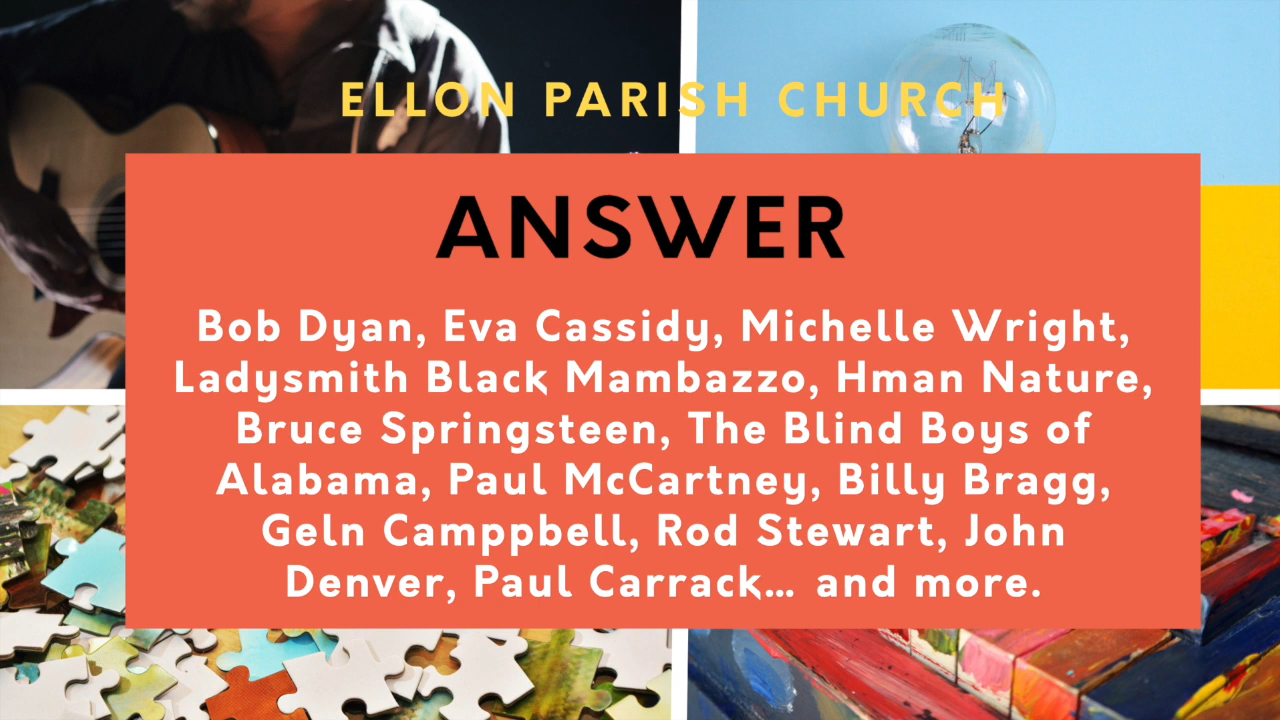 ELLON PARISH CHURCH
ANSWER
Bob Dyan, Eva Cassidy, Michelle Wright,
Ladysmith Black Mambazzo, Hman Nature,
Bruce Springsteen, The Blind Boys of
Alabama, Paul McCartney, Billy Bragg,
Geln Camppbell, Rod Stewart, John
Denver, Paul Carrack... and more.